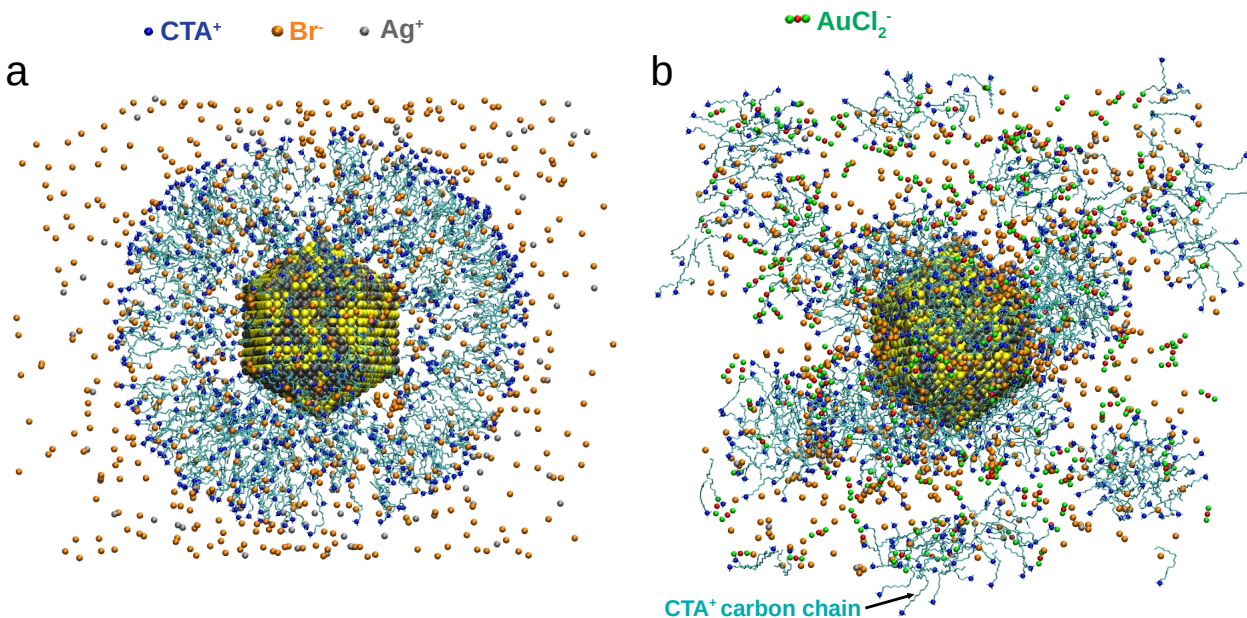 CTA⁺ Br⁻ Ag⁺ AuCl₂⁻
a b
CTA⁺ carbon chain